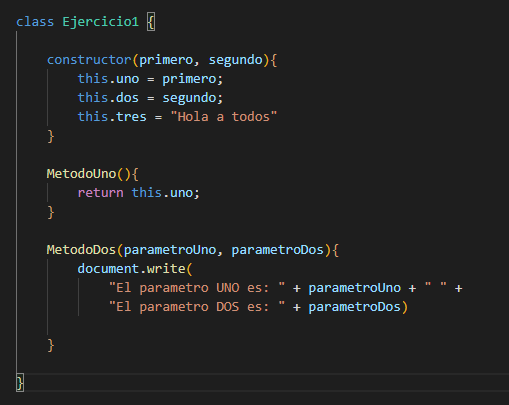 class Ejercicio1 {
constructor(primero, segundo){
this.uno = primero;
this.dos = segundo;
this.tres = "Hola a todos"
}
MetodoUno(){
return this.uno;
}
MetodoDos(parametroUno, parametroDos){
document.write(
"El parametro UNO es: " + parametroUno + " " +
"El parametro DOS es: " + parametroDos)
}
}